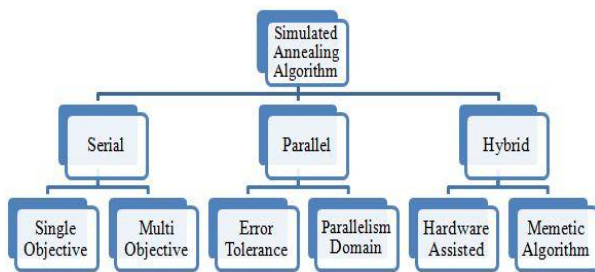 Simulated
Annealing
Algorithm
Serial
Parallel
Hybrid
Single
Objective
Multi
Objective
Error
Tolerance
Parallelism
Domain
Hardware
Assisted
Memetic
Algorithm